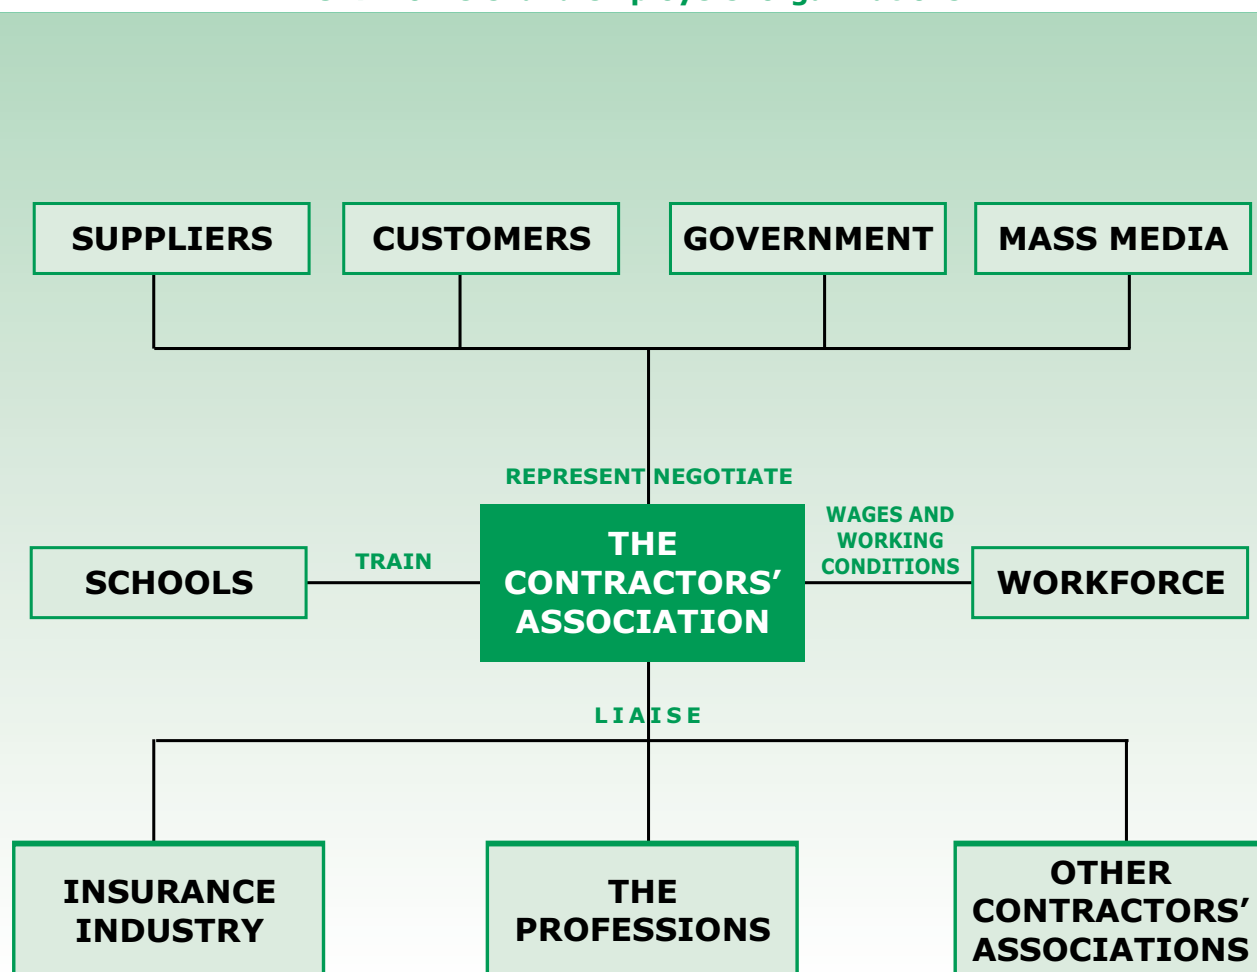 SUPPLIERS
CUSTOMERS
GOVERNMENT
MASS MEDIA
REPRESENT NEGOTIATE
THE
CONTRACTORS’
ASSOCIATION
SCHOOLS
TRAIN
WAGES AND
WORKING
CONDITIONS
WORKFORCE
LIAISE
INSURANCE
INDUSTRY
THE
PROFESSIONS
OTHER
CONTRACTORS’
ASSOCIATIONS